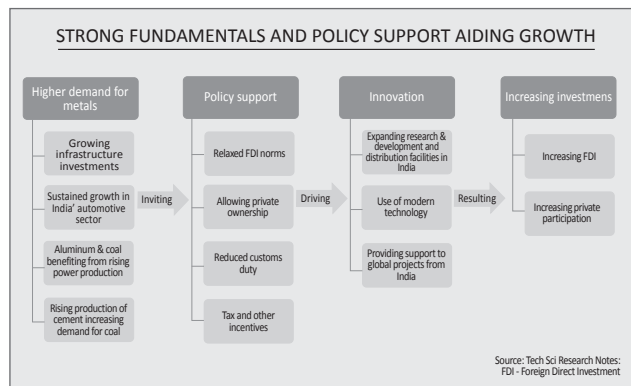 STRONG FUNDAMENTALS AND POLICY SUPPORT AIDING GROWTH
Higher demand for
metals
Growing
infrastructure
investments
Sustained growth in
India' automotive
sector
Aluminum & coal
benefiting from rising
power production
Rising production of
cement increasing
demand for coal
Inviting
Policy support
Relaxed FDI norms
Allowing private
ownership
Reduced customs
duty
Tax and other
incentives
Driving
Innovation
Expanding research &
development and
distribution facilities in
India
Use of modern
technology
Providing support to
global projects from
India
Resulting
Increasing investmens
Increasing FDI
Increasing private
participation
Source: Tech Sci Research Notes:
FDI - Foreign Direct Investment